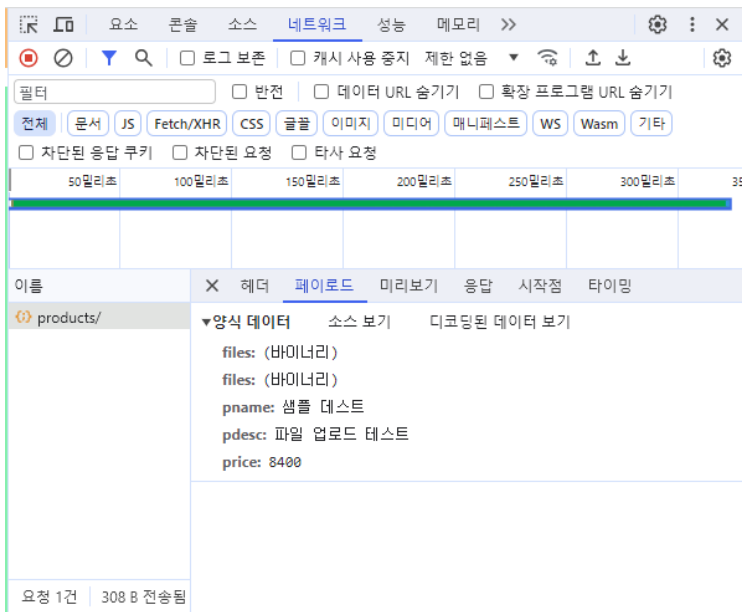 요소 콘솔 소스 네트워크 성능 메모리
로그 보존 캐시 사용 중지 제한 없음
필터 반전 데이터 URL 숨기기 확장 프로그램 URL 숨기기
전체 문서 JS Fetch/XHR CSS 글꼴 이미지 미디어 매니페스트 WS Wasm 기타
차단된 응답 쿠키 차단된 요청 타사 요청
50밀리초 100밀리초 150밀리초 200밀리초 250밀리초 300밀리초 35
이름 헤더 페이로드 미리보기 응답 시작점 타이밍
products/ ▼양식 데이터 소스 보기 디코딩된 데이터 보기
files: (바이너리)
files: (바이너리)
pname: 샘플 데스트
pdesc: 파일 업로드 테스트
price: 8400
요청 1건 308 B 전송됨